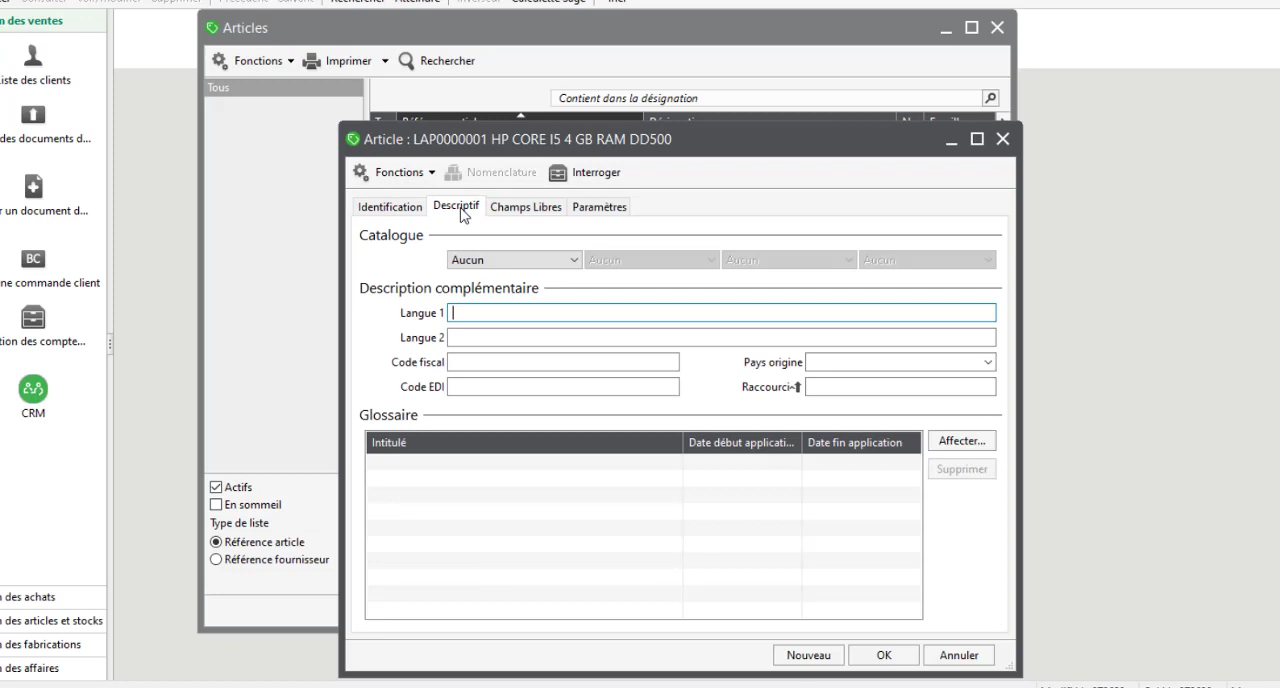 Rechercher Atteindre
n des ventes
Articles
iste des clients
des documents d...
r un document d...
BC
ne commande client
tion des compte...
CRM
n des achats
n des articles et stocks
n des fabrications
n des affaires
Fonctions Imprimer Rechercher
Tous
Contient dans la désignation
Article : LAP0000001 HP CORE I5 4 GB RAM DD500
Fonctions Nomenclature Interroger
Identification Descriptif Champs Libres Paramètres
Catalogue
Aucun Aucun Aucun Aucun
Description complémentaire
Langue 1
Langue 2
Code fiscal Pays origine
Code EDI Raccourci
Glossaire
Intitulé Date début applicati... Date fin application
Affecter...
Supprimer
Actifs
En sommeil
Type de liste
Référence article
Référence fournisseur
Nouveau OK Annuler